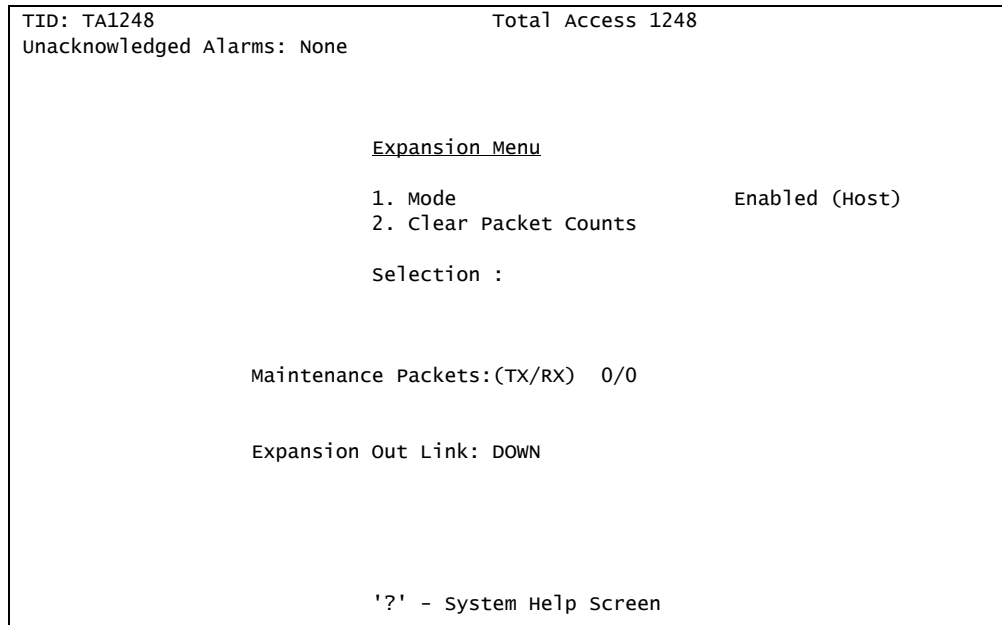 TID: TA1248 Total Access 1248
Unacknowledged Alarms: None
Expansion Menu
1. Mode Enabled (Host)
2. Clear Packet Counts
Selection :
Maintenance Packets:(TX/RX) 0/0
Expansion Out Link: DOWN
'?' - System Help Screen